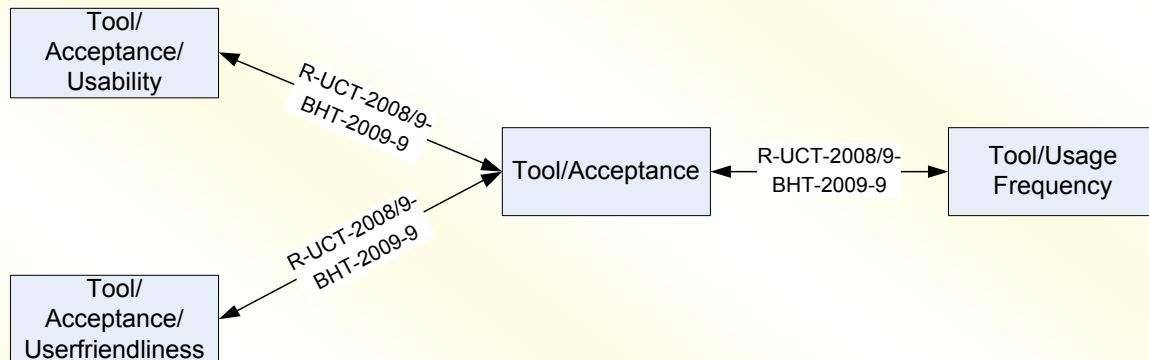 Tool/
Acceptance/
Usability
R-UCT-2008/9-
BHT-2009-9
Tool/Acceptance
R-UCT-2008/9-
BHT-2009-9
Tool/Usage
Frequency
R-UCT-2008/9-
BHT-2009-9
Tool/
Acceptance/
Userfriendliness